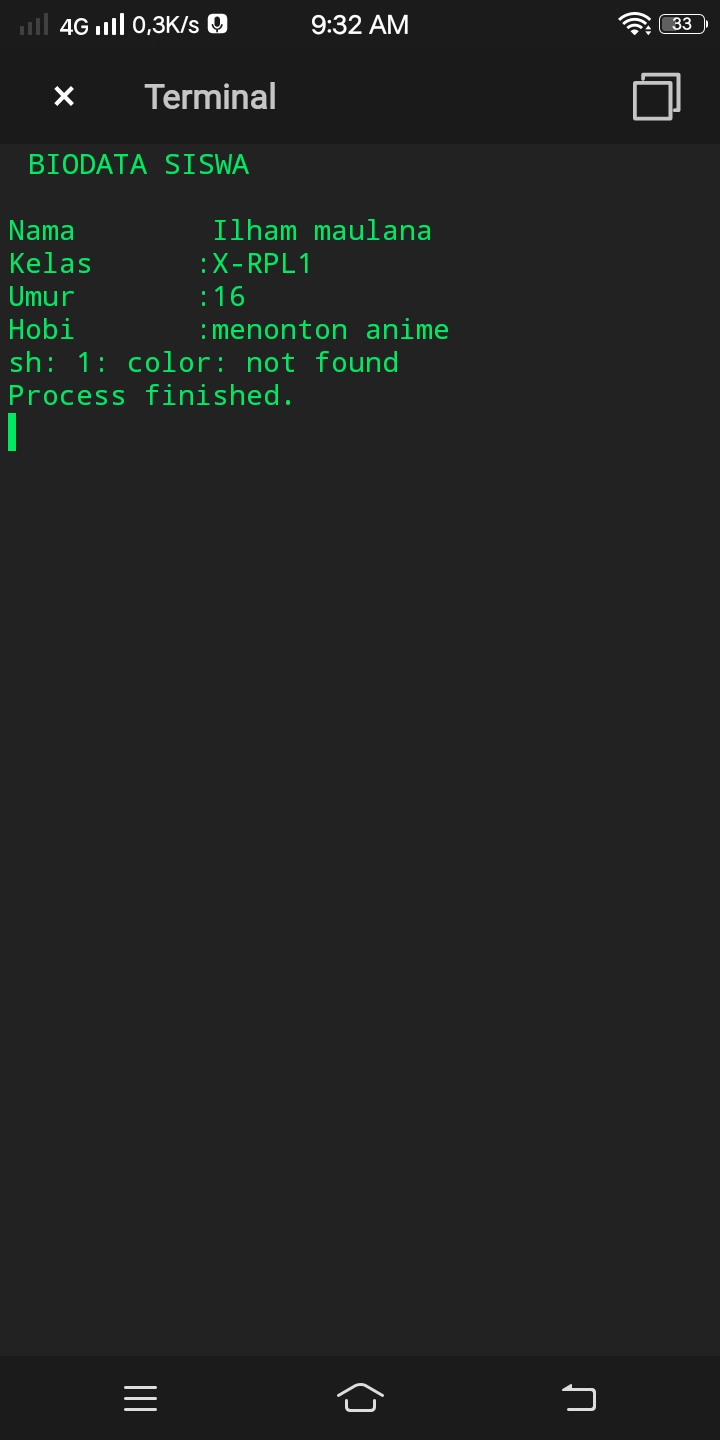 4G 0,3K/s 9:32 AM 33
Terminal
BIODATA SISWA
Nama Ilham maulana
Kelas :X-RPL1
Umur :16
Hobi :menonton anime
sh: 1: color: not found
Process finished.